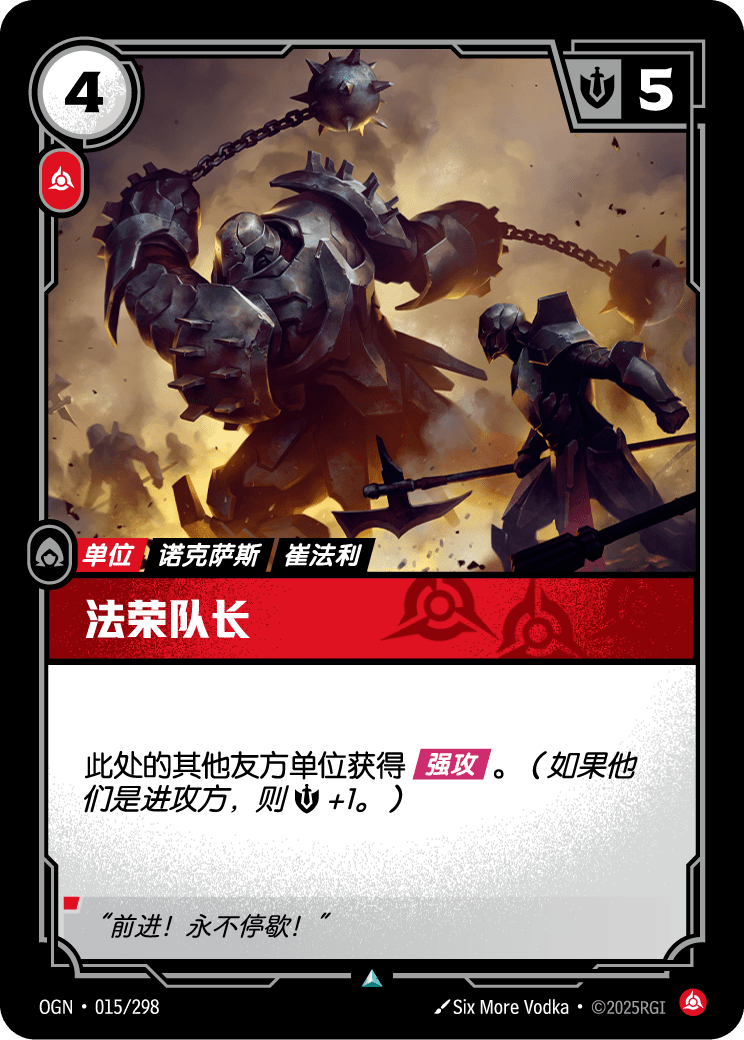 4
5
单位 诺克萨斯 崔法利
法荣队长
此处的其他友方单位获得 强攻 。（如果他
们是进攻方，则 +1。）
“前进！永不停歇！”
OGN • 015/298
Six More Vodka • ©2025RGI